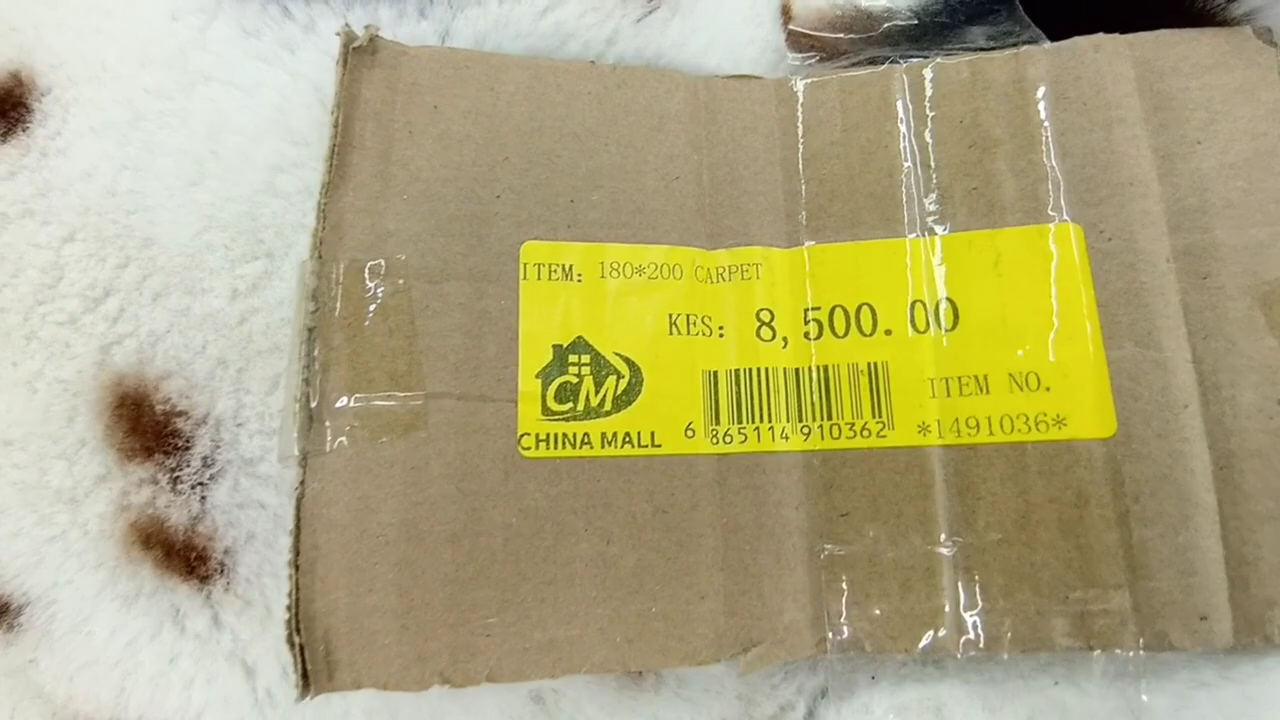 ITEM: 180*200 CARPET
KES: 8,500.00
CM
CHINA MALL
6 865114 910362
ITEM NO.
*1491036*